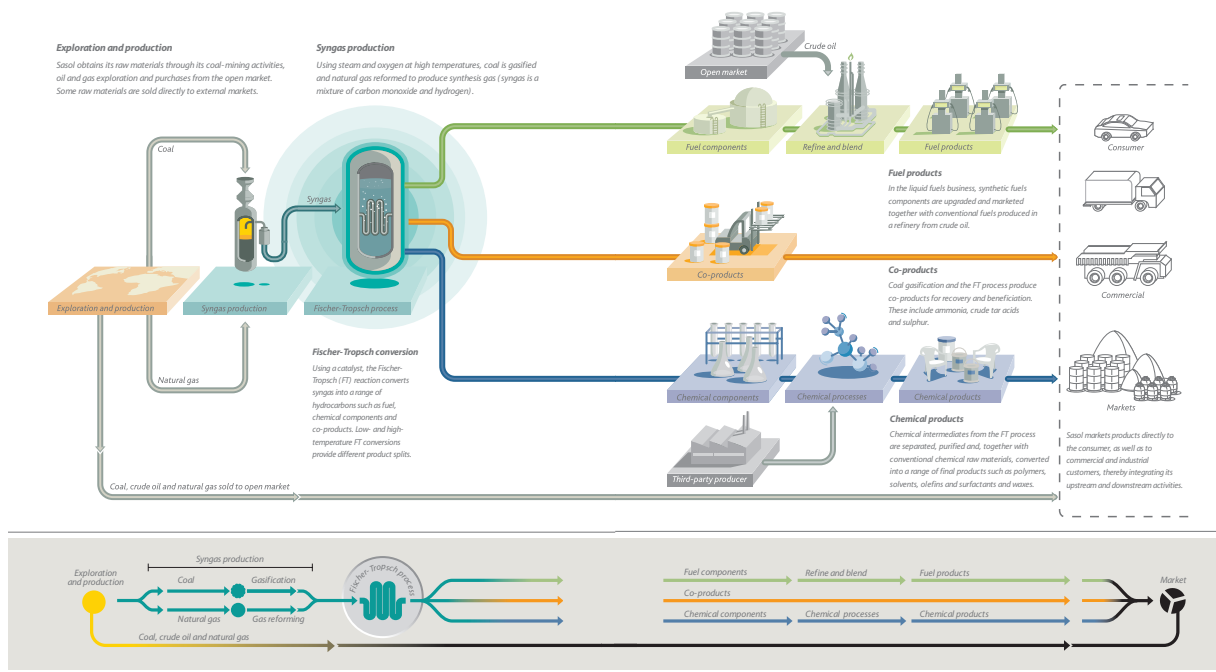 Exploration and production
Sasol obtains its raw materials through its coal-mining activities,
oil and gas exploration and purchases from the open market.
Some raw materials are sold directly to external markets.
Syngas production
Using steam and oxygen at high temperatures, coal is gasified
and natural gas reformed to produce synthesis gas (syngas is a
mixture of carbon monoxide and hydrogen).
Crude oil
Open market
Fuel components
Refine and blend
Fuel products
Consumer
Coal
Syngas
Fuel products
In the liquid fuels business, synthetic fuels
components are upgraded and marketed
together with conventional fuels produced in
a refinery from crude oil.
Co-products
Co-products
Coal gasification and the FT process produce
co-products for recovery and beneficiation.
These include ammonia, crude tar acids
and sulphur.
Commercial
Exploration and production
Syngas production
Fischer-Tropsch process
Natural gas
Fischer-Tropsch conversion
Using a catalyst, the Fischer-
Tropsch (FT) reaction converts
syngas into a range of
hydrocarbons such as fuel,
chemical components and
co-products. Low- and high-
temperature FT conversions
provide different product splits.
Chemical components
Chemical processes
Chemical products
Markets
Third-party producer
Chemical products
Chemical intermediates from the FT process
are separated, purified and, together with
conventional chemical raw materials, converted
into a range of final products such as polymers,
solvents, olefins and surfactants and waxes.
Sasol markets products directly to
the consumer, as well as to
commercial and industrial
customers, thereby integrating its
upstream and downstream activities.
Coal, crude oil and natural gas sold to open market
Exploration
and production
Syngas production
Coal
Gasification
Natural gas
Gas reforming
Fischer-Tropsch process
Fuel components
Refine and blend
Fuel products
Co-products
Chemical components
Chemical processes
Chemical products
Market
Coal, crude oil and natural gas